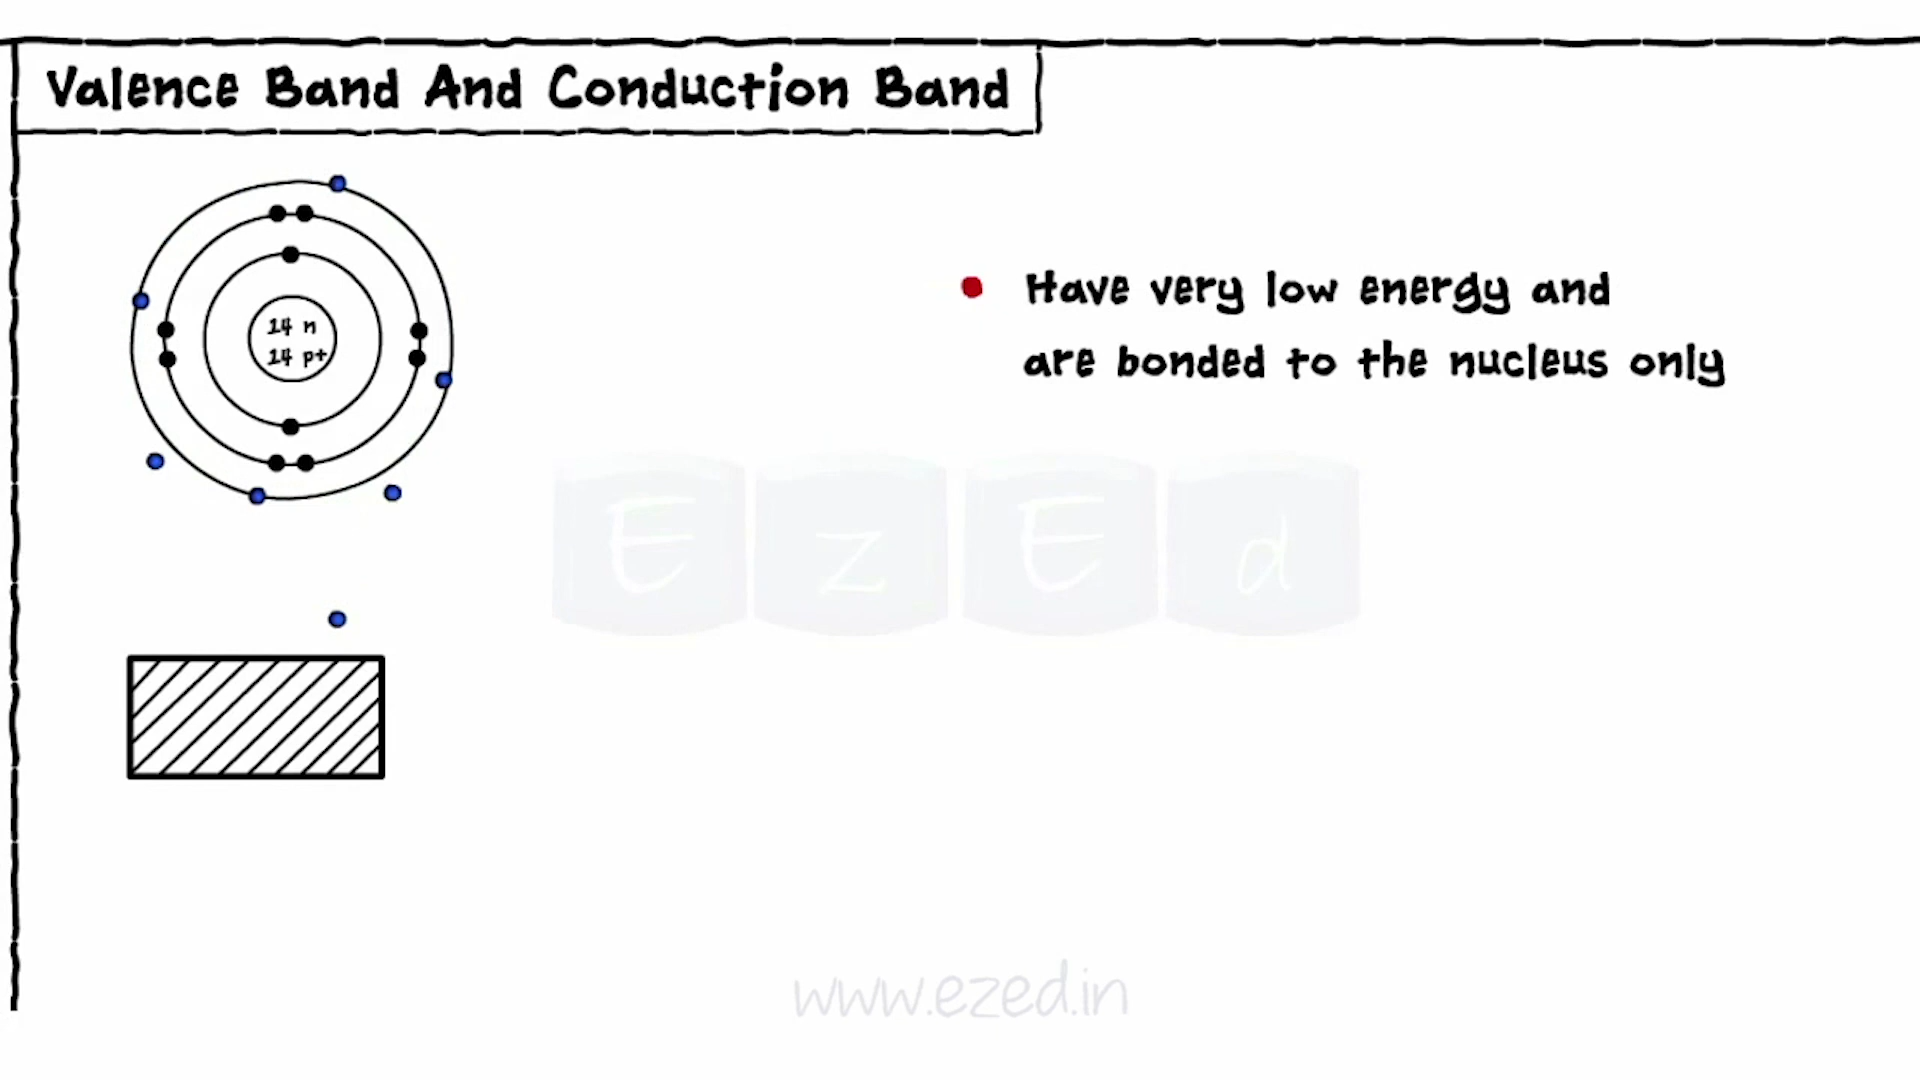 Valence Band And Conduction Band
14 n
14 p+
Have very low energy and
are bonded to the nucleus only
E z E d
www.ezed.in